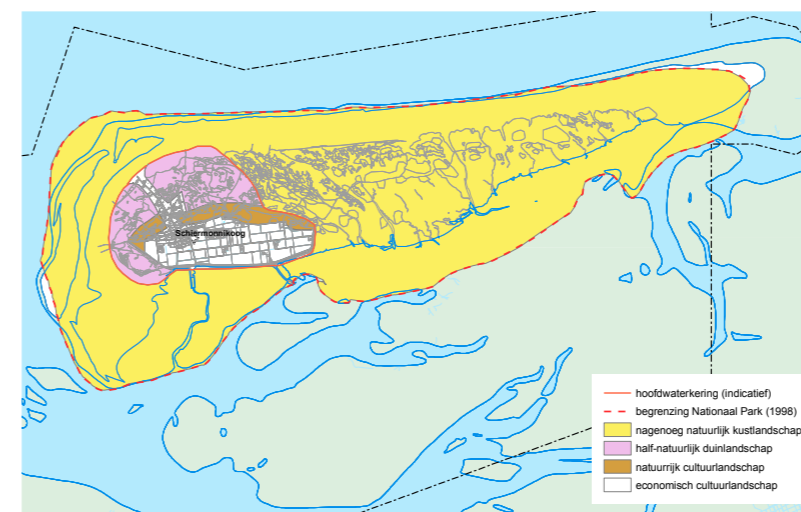 Schiermonnikoog
hoofdwaterkering (indicatief)
begrenzing Nationaal Park (1998)
nagenoeg natuurlijk kustlandschap
half-natuurlijk duinlandschap
natuurrijk cultuurlandschap
economisch cultuurlandschap